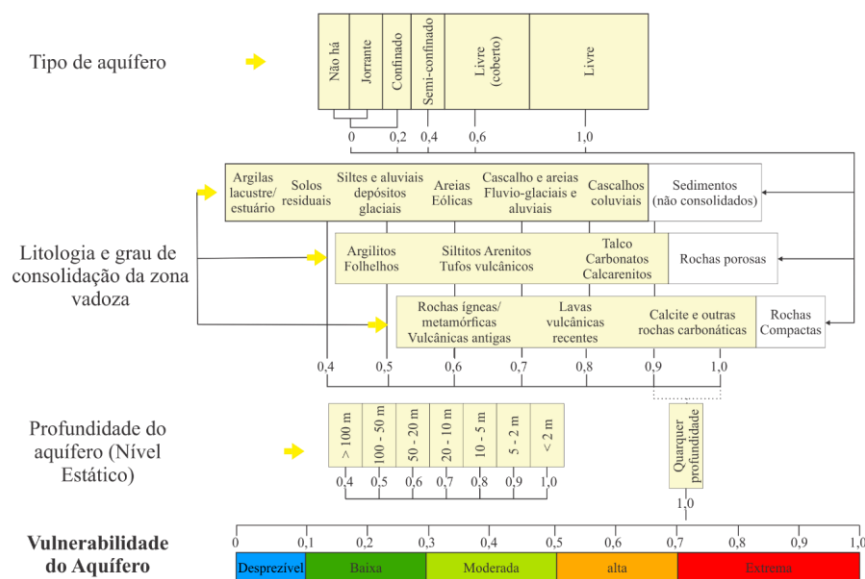 Tipo de aquífero
Não há
Jorrante
Confinado
Semi-confinado
Livre
(coberto)
Livre
0
0,2
0,4
0,6
1,0
Litologia e grau de
consolidação da zona
vadoza
Argilas
lacustre/
estuário
Solos
residuais
Siltes e aluviais
depósitos
glaciais
Areias
Eólicas
Cascalho e areias
Fluvio-glaciais e
aluviais
Cascalhos
coluviais
Sedimentos
(não consolidados)
Argilitos
Folhelhos
Siltitos Arenitos
Tufos vulcânicos
Talco
Carbonatos
Calcarenitos
Rochas porosas
Rochas ígneas/
metamórficas
Vulcânicas antigas
Lavas
vulcânicas
recentes
Calcite e outras
rochas carbonáticas
Rochas
Compactas
0,4
0,5
0,6
0,7
0,8
0,9
1,0
Profundidade do
aquífero (Nível
Estático)
> 100 m
100 - 50 m
50 - 20 m
20 - 10 m
10 - 5 m
5 - 2 m
< 2 m
Quarquer
profundidade
0,4
0,5
0,6
0,7
0,8
0,9
1,0
1,0
Vulnerabilidade
do Aquífero
0
0,1
0,2
0,3
0,4
0,5
0,6
0,7
0,8
0,9
1,0
Desprezível
Baixa
Moderada
alta
Extrema